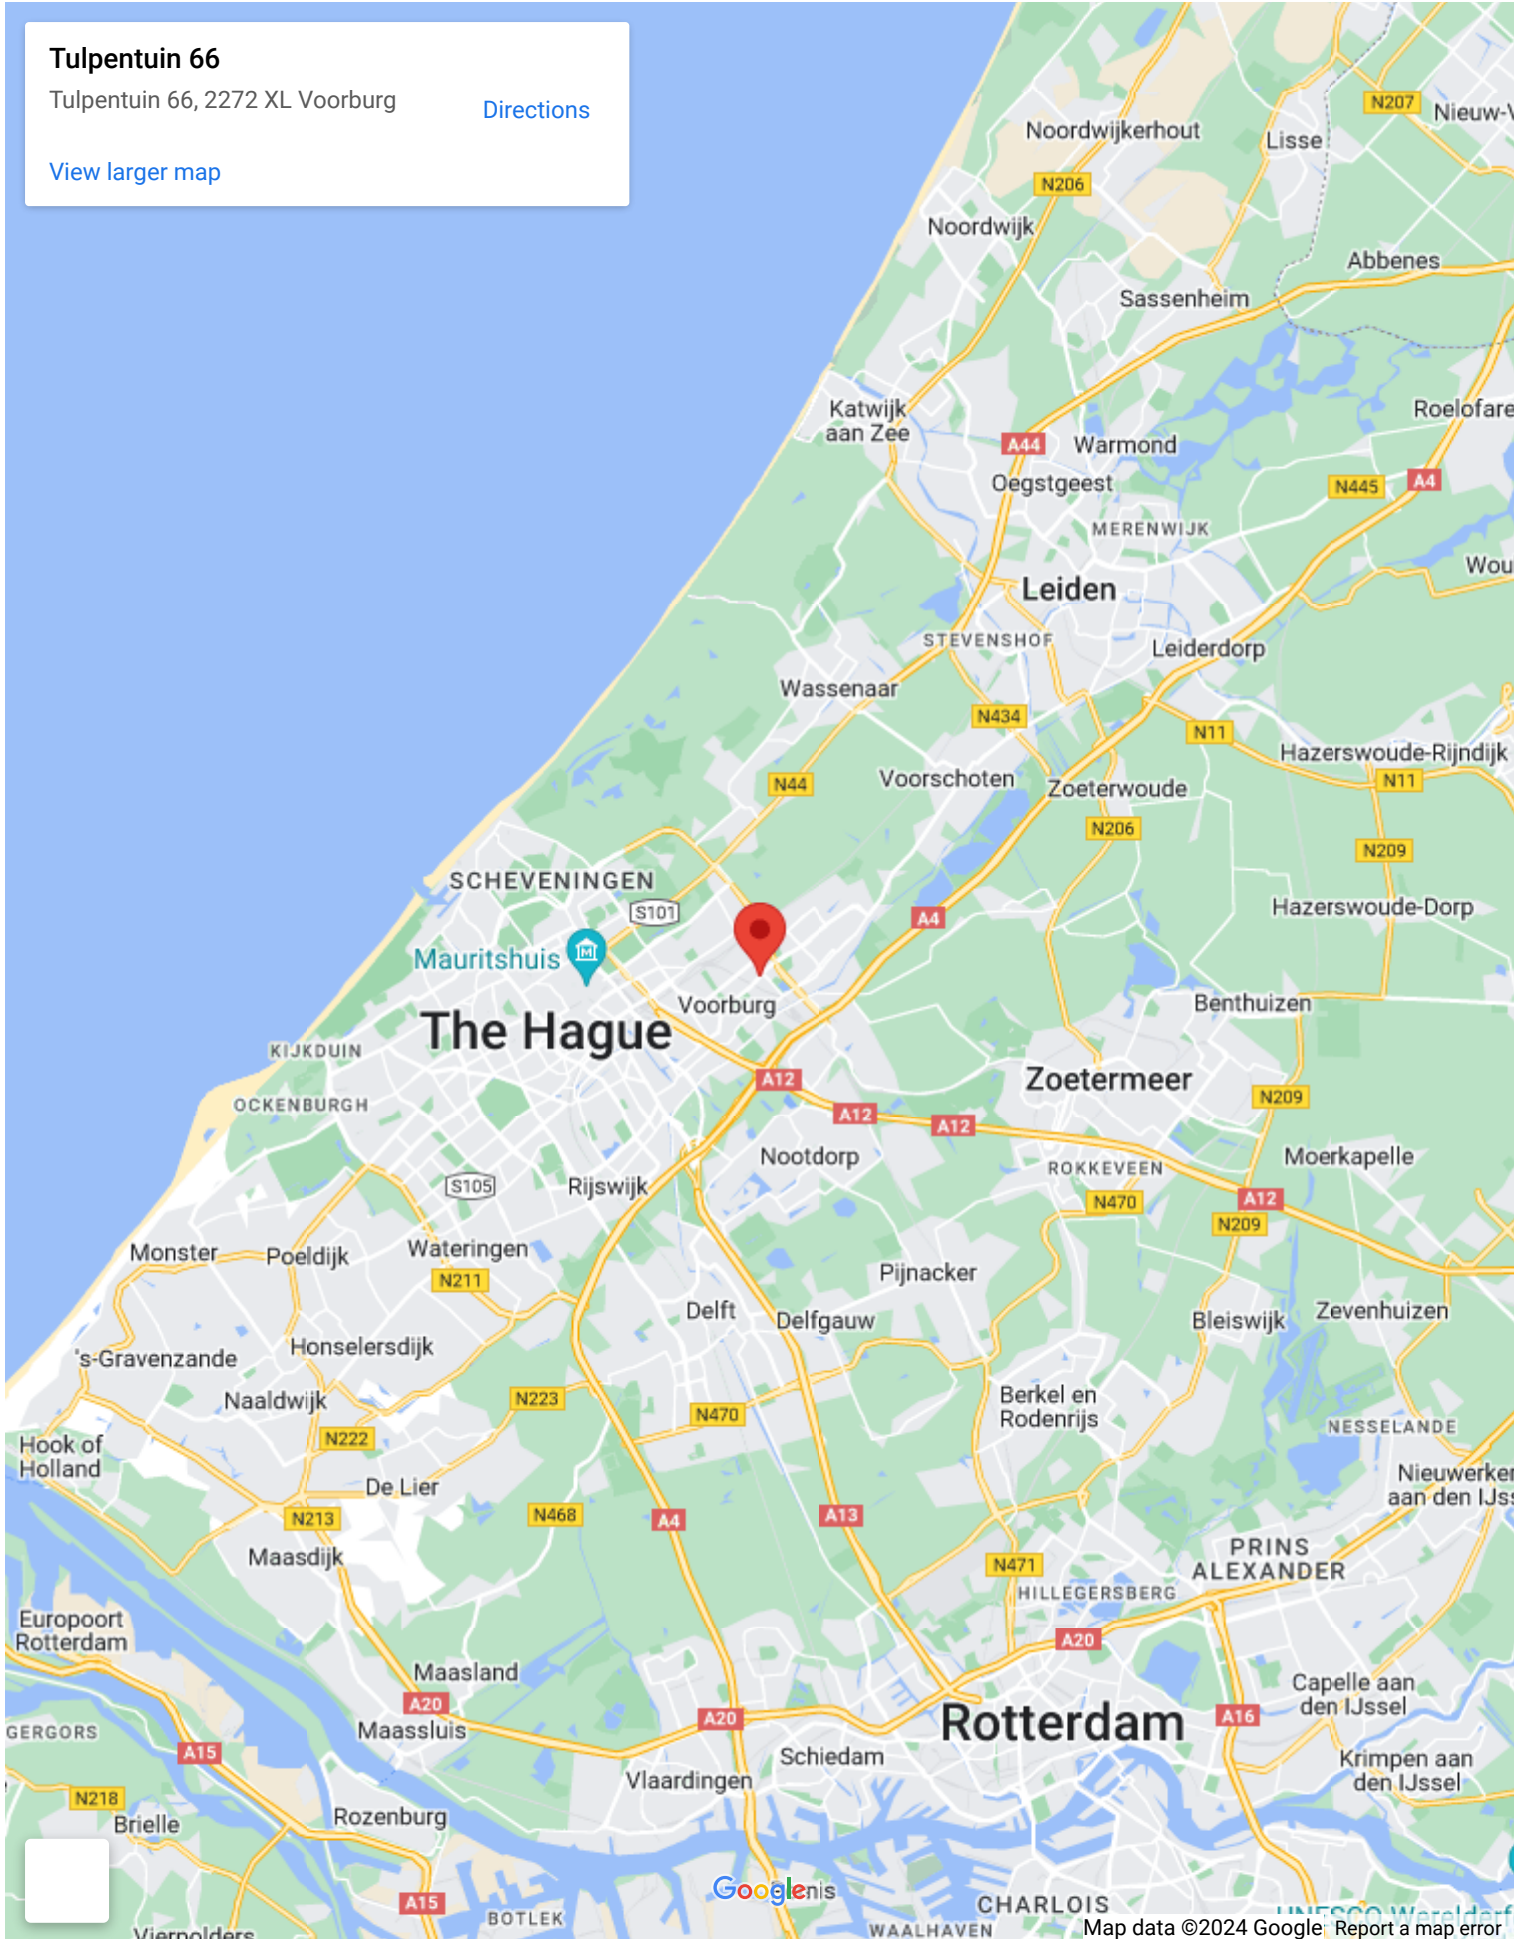 Tulpentuin 66
Tulpentuin 66, 2272 XL Voorburg
Directions
View larger map
N207
Nieuw-V
Noordwijkerhout
Lisse
N206
Noordwijk
Abbenes
Sassenheim
Katwijk
aan Zee
Roelofare
A44
Warmond
Oegstgeest
N445
A4
MERENWIJK
Wou
Leiden
STEVENSHOF
Leiderdorp
Wassenaar
N434
N11
Hazerswoude-Rijndijk
N44
Voorschoten
Zoeterwoude
N11
N206
N209
SCHEVENINGEN
S101
A4
Hazerswoude-Dorp
Mauritshuis
Voorburg
Benthuizen
The Hague
KIJKDUIN
A12
Zoetermeer
OCKENBURGH
N209
A12
A12
Nootdorp
ROKKEVEEN
Moerkapelle
S105
Rijswijk
N470
A12
N209
Monster
Poeldijk
Wateringen
N211
Pijnacker
Delft
Delfgauw
Bleiswijk
Zevenhuizen
's-Gravenzande
Honselersdijk
Naaldwijk
N223
N470
Berkel en
Rodenrijs
NESSELANDE
N222
Hook of
Holland
De Lier
Nieuwerker
aan den IJss
N213
N468
A4
A13
Maasdijk
N471
PRINS
ALEXANDER
HILLEGERSBERG
Europoort
Rotterdam
A20
Maasland
A20
Capelle aan
den IJssel
GERGORS
Maassluis
A20
Rotterdam
A16
A15
Schiedam
Krimpen aan
den IJssel
Vlaardingen
N218
Brielle
Rozenburg
Google
A15
BOTLEK
CHARLOIS
WAALHAVEN
Vierpolders
UNESCO Werelderf
Map data ©2024 Google
Report a map error